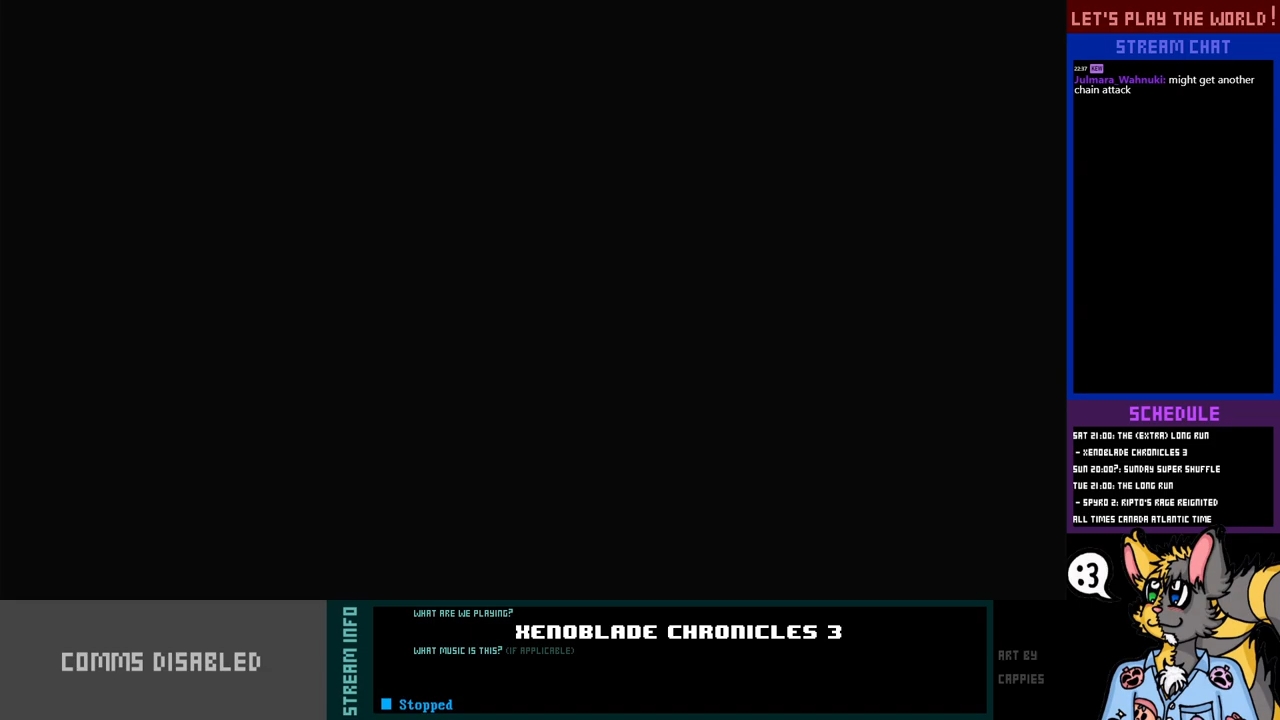 LET'S PLAY THE WORLD!
STREAM CHAT
22:37 NEW
Julmara_Wahnuki: might get another
chain attack
SCHEDULE
SAT 21:00: THE (EXTRA) LONG RUN
- XENOBLADE CHRONICLES 3
SUN 20:00?: SUNDAY SUPER SHUFFLE
TUE 21:00: THE LONG RUN
- SPYRO 2: RIPTO'S RAGE REIGNITED
ALL TIMES CANADA ATLANTIC TIME
:3
COMMS DISABLED
STREAM INFO
WHAT ARE WE PLAYING?
XENOBLADE CHRONICLES 3
WHAT MUSIC IS THIS? (IF APPLICABLE)
Stopped
ART BY
CAPPIES